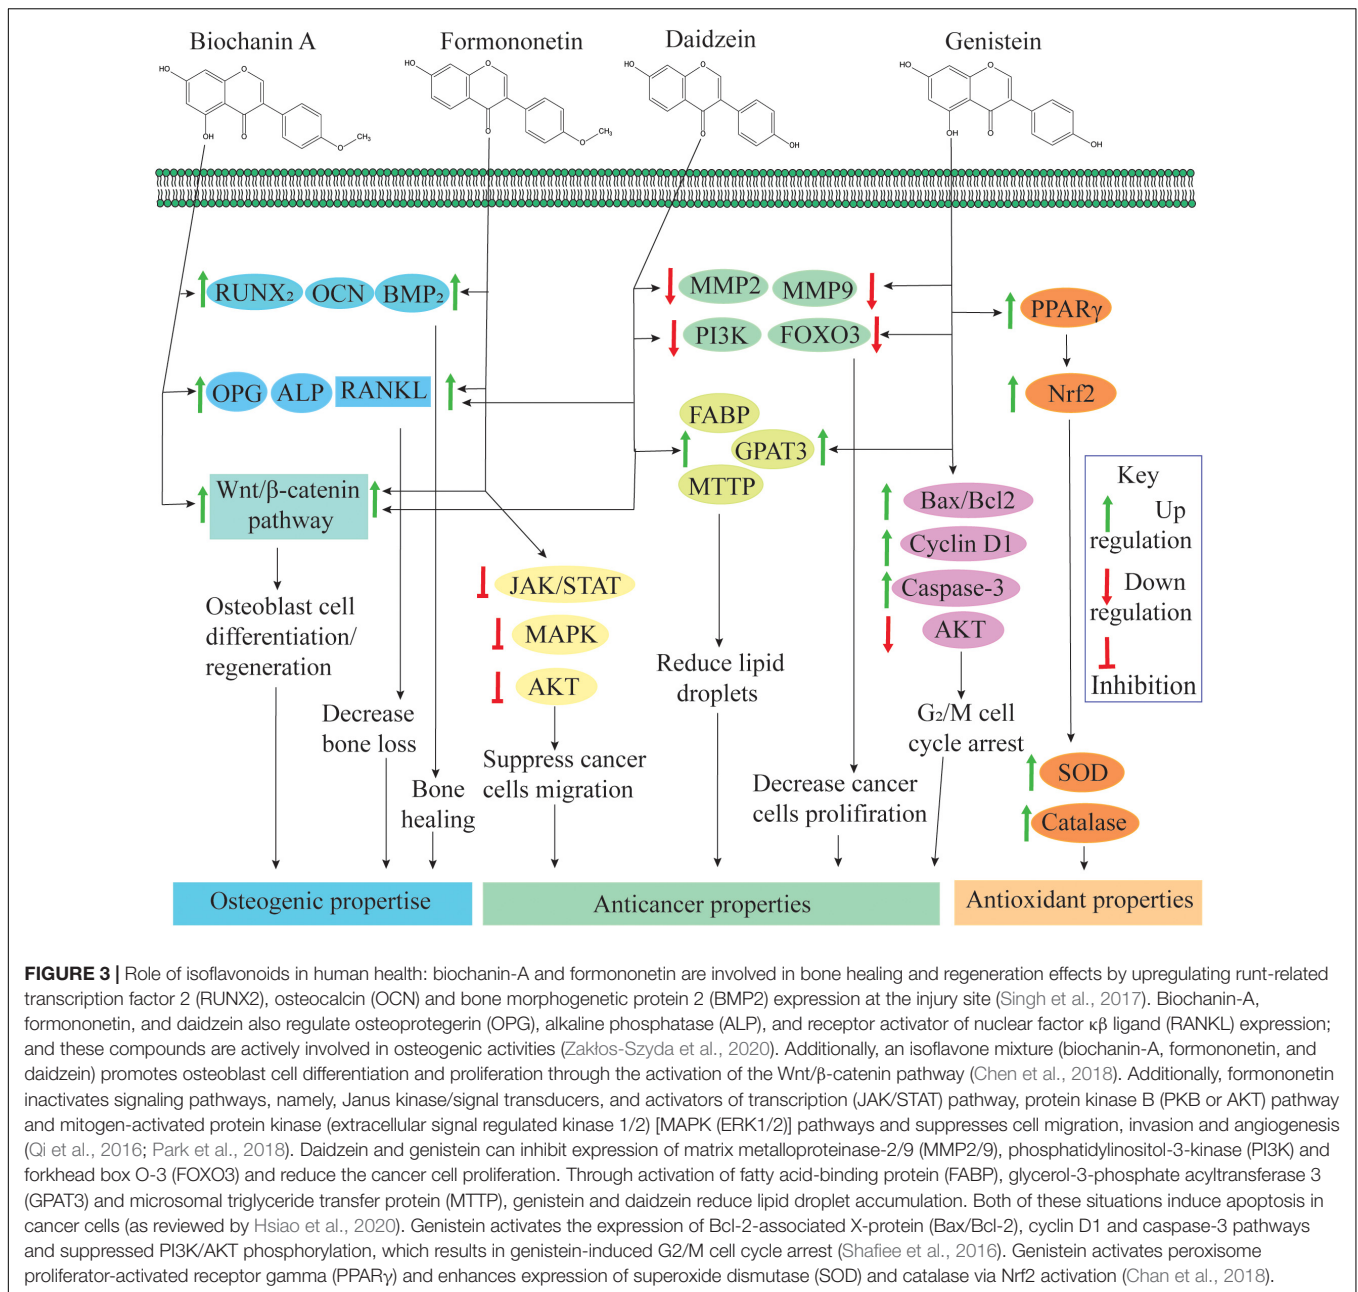 Biochanin A
Formononetin
Daidzein
Genistein
HO
O
OH
O
O
CH₃
HO
O
O
O
CH₃
HO
O
O
OH
HO
O
OH
O
OH
RUNX₂
OCN
BMP₂
MMP2
MMP9
PPARγ
PI3K
FOXO3
OPG
ALP
RANKL
Nrf2
FABP
GPAT3
MTTP
Wnt/β-catenin
pathway
Bax/Bcl2
Cyclin D1
Caspase-3
AKT
Key
Up
regulation
Down
regulation
Inhibition
JAK/STAT
MAPK
AKT
Osteoblast cell
differentiation/
regeneration
Reduce lipid
droplets
Decrease
bone loss
G₂/M cell
cycle arrest
Suppress cancer
cells migration
Bone
healing
Decrease cancer
cells prolifiration
SOD
Catalase
Osteogenic propertise
Anticancer properties
Antioxidant properties
FIGURE 3 | Role of isoflavonoids in human health: biochanin-A and formononetin are involved in bone healing and regeneration effects by upregulating runt-related
transcription factor 2 (RUNX2), osteocalcin (OCN) and bone morphogenetic protein 2 (BMP2) expression at the injury site (Singh et al., 2017). Biochanin-A,
formononetin, and daidzein also regulate osteoprotegerin (OPG), alkaline phosphatase (ALP), and receptor activator of nuclear factor κβ ligand (RANKL) expression;
and these compounds are actively involved in osteogenic activities (Zakłos-Szyda et al., 2020). Additionally, an isoflavone mixture (biochanin-A, formononetin, and
daidzein) promotes osteoblast cell differentiation and proliferation through the activation of the Wnt/β-catenin pathway (Chen et al., 2018). Additionally, formononetin
inactivates signaling pathways, namely, Janus kinase/signal transducers, and activators of transcription (JAK/STAT) pathway, protein kinase B (PKB or AKT) pathway
and mitogen-activated protein kinase (extracellular signal regulated kinase 1/2) [MAPK (ERK1/2)] pathways and suppresses cell migration, invasion and angiogenesis
(Qi et al., 2016; Park et al., 2018). Daidzein and genistein can inhibit expression of matrix metalloproteinase-2/9 (MMP2/9), phosphatidylinositol-3-kinase (PI3K) and
forkhead box O-3 (FOXO3) and reduce the cancer cell proliferation. Through activation of fatty acid-binding protein (FABP), glycerol-3-phosphate acyltransferase 3
(GPAT3) and microsomal triglyceride transfer protein (MTTP), genistein and daidzein reduce lipid droplet accumulation. Both of these situations induce apoptosis in
cancer cells (as reviewed by Hsiao et al., 2020). Genistein activates the expression of Bcl-2-associated X-protein (Bax/Bcl-2), cyclin D1 and caspase-3 pathways
and suppressed PI3K/AKT phosphorylation, which results in genistein-induced G2/M cell cycle arrest (Shafiee et al., 2016). Genistein activates peroxisome
proliferator-activated receptor gamma (PPARγ) and enhances expression of superoxide dismutase (SOD) and catalase via Nrf2 activation (Chan et al., 2018).